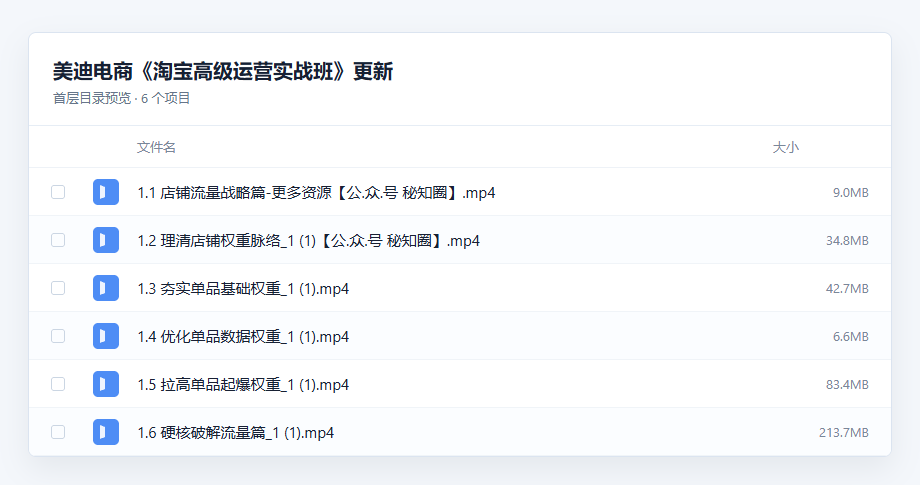 美迪电商《淘宝高级运营实战班》更新
首层目录预览 · 6 个项目
文件名 大小
1.1 店铺流量战略篇-更多资源【公.众.号 秘知圈】.mp4 9.0MB
1.2 理清店铺权重脉络_1 (1)【公.众.号 秘知圈】.mp4 34.8MB
1.3 夯实单品基础权重_1 (1).mp4 42.7MB
1.4 优化单品数据权重_1 (1).mp4 6.6MB
1.5 拉高单品起爆权重_1 (1).mp4 83.4MB
1.6 硬核破解流量篇_1 (1).mp4 213.7MB